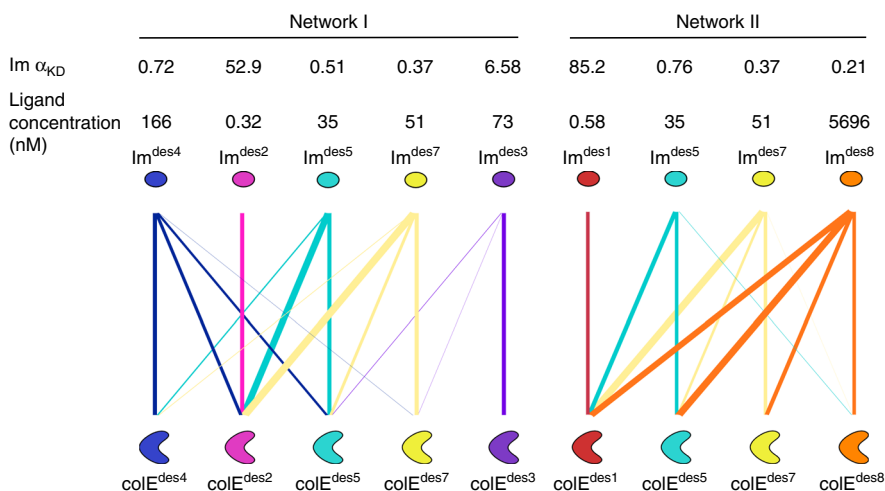 Network I Network II
Im αKD 0.72 52.9 0.51 0.37 6.58 85.2 0.76 0.37 0.21
Ligand
concentration 166 0.32 35 51 73 0.58 35 51 5696
(nM)
Imdes4 Imdes2 Imdes5 Imdes7 Imdes3 Imdes1 Imdes5 Imdes7 Imdes8
colEdes4 colEdes2 colEdes5 colEdes7 colEdes3 colEdes1 colEdes5 colEdes7 colEdes8